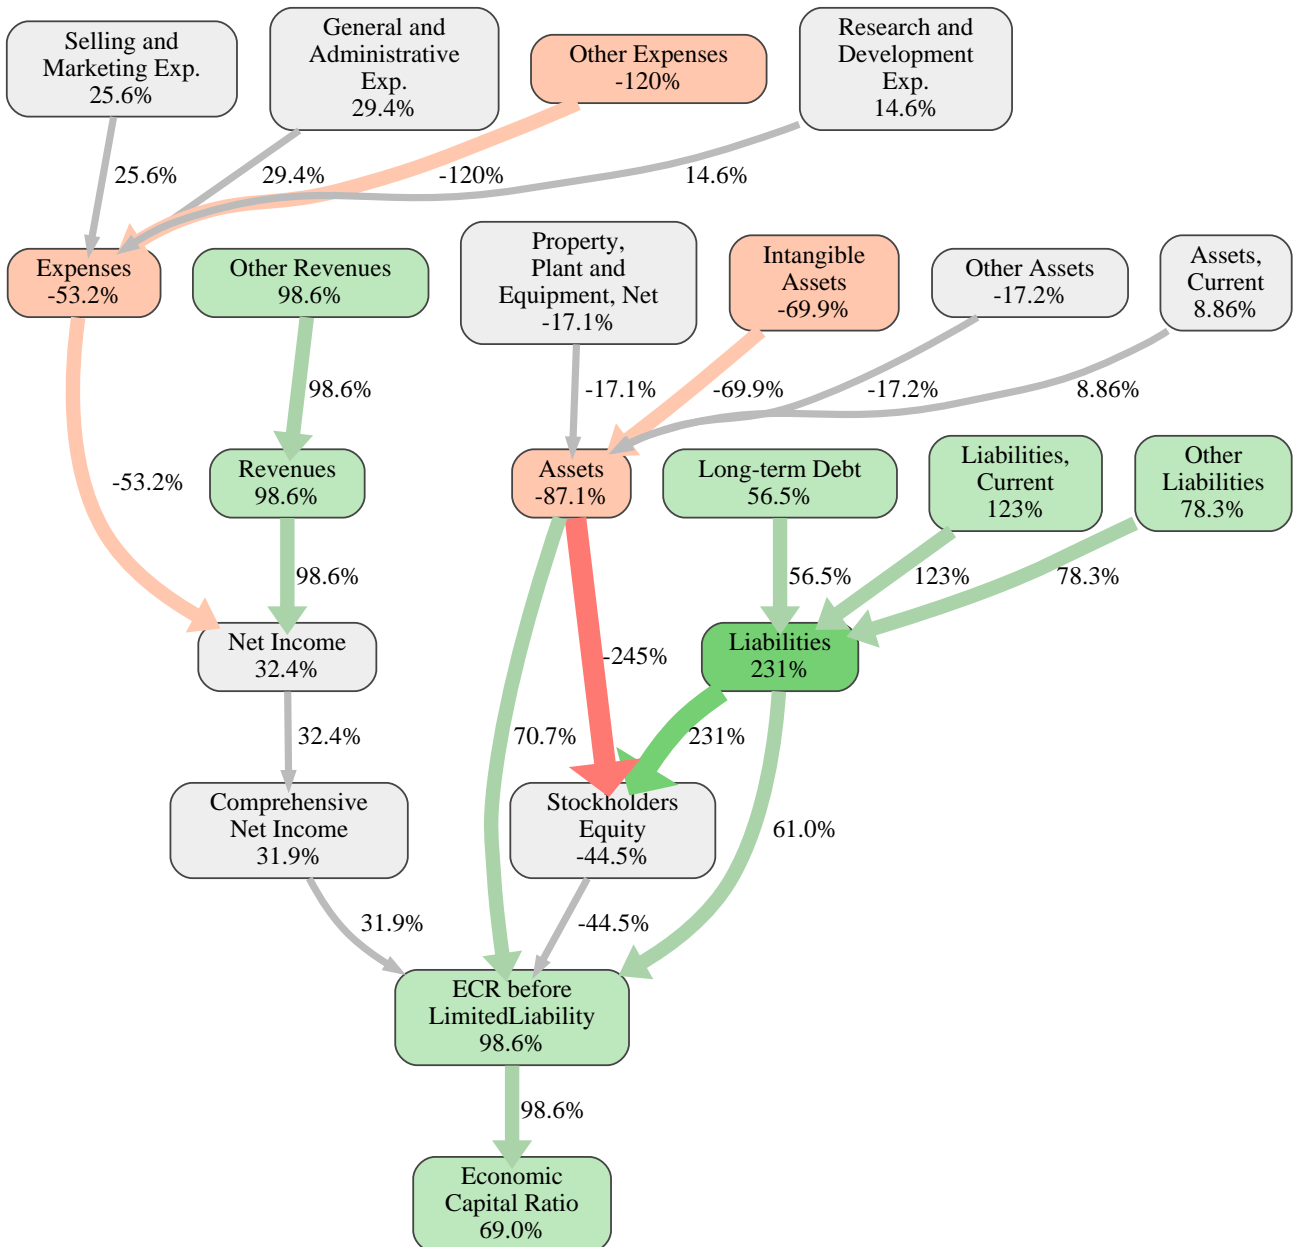 Selling and
Marketing Exp.
25.6%
General and
Administrative
Exp.
29.4%
Other Expenses
-120%
Research and
Development
Exp.
14.6%
25.6%
29.4%
-120%
14.6%
Expenses
-53.2%
Other Revenues
98.6%
Property,
Plant and
Equipment, Net
-17.1%
Intangible
Assets
-69.9%
Other Assets
-17.2%
Assets,
Current
8.86%
98.6%
-17.1%
-69.9%
-17.2%
8.86%
-53.2%
Revenues
98.6%
Assets
-87.1%
Long-term Debt
56.5%
Liabilities,
Current
123%
Other
Liabilities
78.3%
98.6%
56.5%
123%
78.3%
Net Income
32.4%
-245%
Liabilities
231%
32.4%
70.7%
231%
Comprehensive
Net Income
31.9%
Stockholders
Equity
-44.5%
61.0%
31.9%
-44.5%
ECR before
LimitedLiability
98.6%
98.6%
Economic
Capital Ratio
69.0%